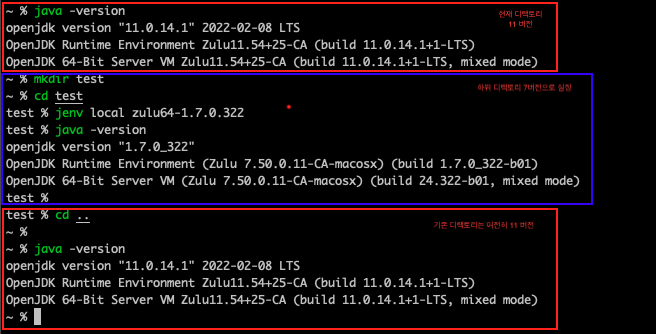 ~ % java -version
현재 디렉토리
11 버전
openjdk version "11.0.14.1" 2022-02-08 LTS
OpenJDK Runtime Environment Zulu11.54+25-CA (build 11.0.14.1+1-LTS)
OpenJDK 64-Bit Server VM Zulu11.54+25-CA (build 11.0.14.1+1-LTS, mixed mode)
~ % mkdir test
~ % cd test
하위 디렉토리 7버전으로 설정
test % jenv local zulu64-1.7.0.322
test % java -version
openjdk version "1.7.0_322"
OpenJDK Runtime Environment (Zulu 7.50.0.11-CA-macosx) (build 1.7.0_322-b01)
OpenJDK 64-Bit Server VM (Zulu 7.50.0.11-CA-macosx) (build 24.322-b01, mixed mode)
test %
test % cd ..
기존 디렉토리는 여전히 11 버전
~ %
~ % java -version
openjdk version "11.0.14.1" 2022-02-08 LTS
OpenJDK Runtime Environment Zulu11.54+25-CA (build 11.0.14.1+1-LTS)
OpenJDK 64-Bit Server VM Zulu11.54+25-CA (build 11.0.14.1+1-LTS, mixed mode)
~ %